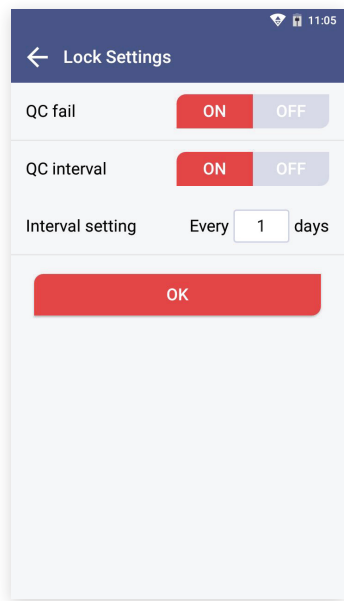 11:05
Lock Settings
QC fail ON OFF
QC interval ON OFF
Interval setting Every 1 days
OK